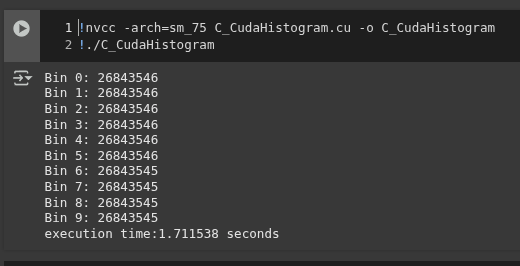 1 !nvcc -arch=sm_75 C_CudaHistogram.cu -o C_CudaHistogram
2 !./C_CudaHistogram
Bin 0: 26843546
Bin 1: 26843546
Bin 2: 26843546
Bin 3: 26843546
Bin 4: 26843546
Bin 5: 26843546
Bin 6: 26843545
Bin 7: 26843545
Bin 8: 26843545
Bin 9: 26843545
execution time:1.711538 seconds